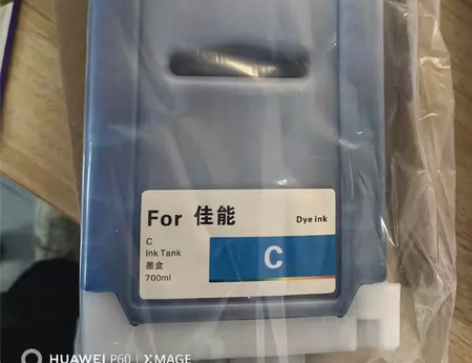 For 佳能
Dye ink
C
Ink Tank
墨盒
700ml
C
HUAWEI P60 | XMAGE